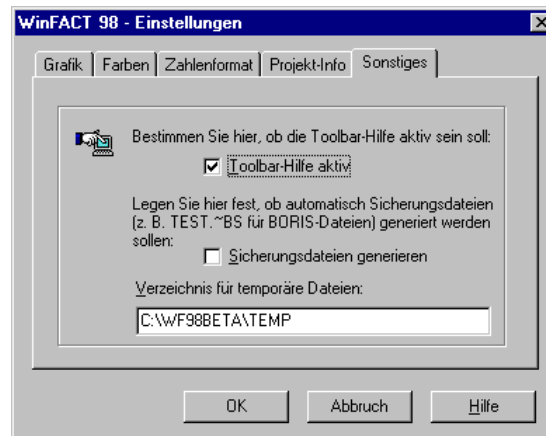 WinFACT 98 - Einstellungen
Grafik Farben Zahlenformat Projekt-Info Sonstiges
Bestimmen Sie hier, ob die Toolbar-Hilfe aktiv sein soll:
Toolbar-Hilfe aktiv
Legen Sie hier fest, ob automatisch Sicherungsdateien
(z. B. TEST.~BS für BORIS-Dateien) generiert werden
sollen:
Sicherungsdateien generieren
Verzeichnis für temporäre Dateien:
C:\WF98BETA\TEMP
OK Abbruch Hilfe